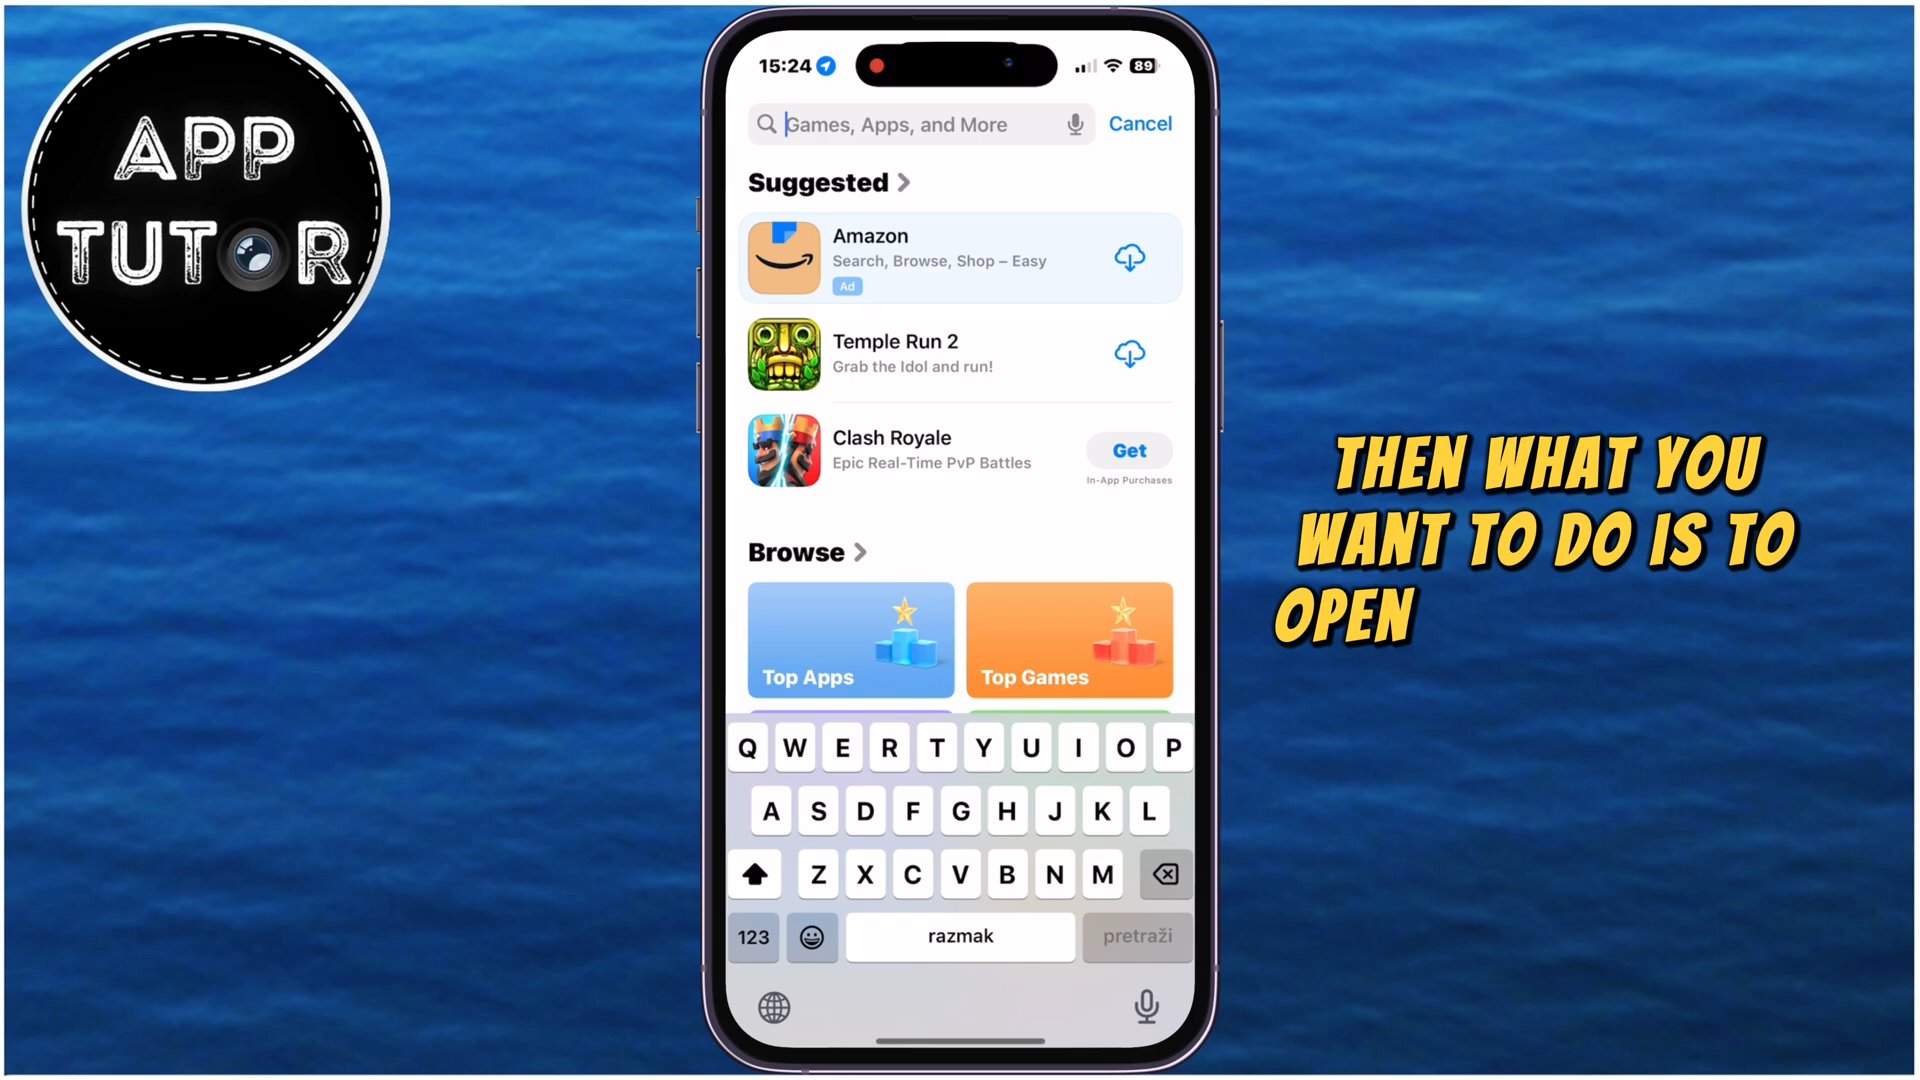 APP
TUTOR
15:24
89
Games, Apps, and More
Cancel
Suggested
Amazon
Search, Browse, Shop – Easy
Ad
Temple Run 2
Grab the Idol and run!
Clash Royale
Epic Real-Time PvP Battles
Get
In-App Purchases
Browse
Top Apps
Top Games
Q W E R T Y U I O P
A S D F G H J K L
Z X C V B N M
123
razmak
pretraži
THEN WHAT YOU
WANT TO DO IS TO
OPEN